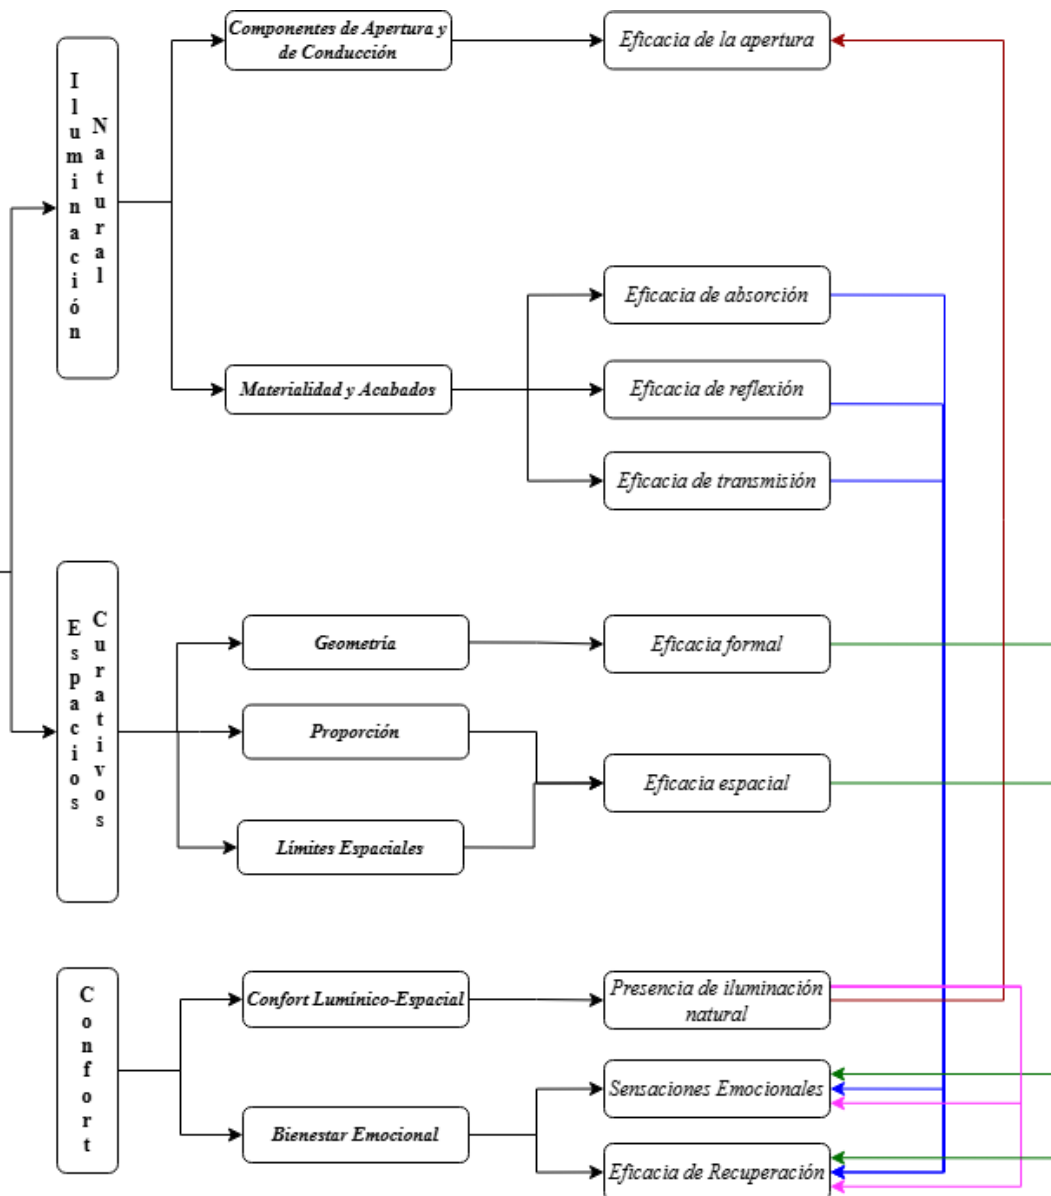 Iluminación
Natural
Componentes de Apertura y
de Conducción
Eficacia de la apertura
Eficacia de absorción
Materialidad y Acabados
Eficacia de reflexión
Eficacia de transmisión
Espacios
Curativos
Geometría
Eficacia formal
Proporción
Eficacia espacial
Límites Espaciales
Confort
Confort Lumínico-Espacial
Presencia de iluminación
natural
Sensaciones Emocionales
Bienestar Emocional
Eficacia de Recuperación